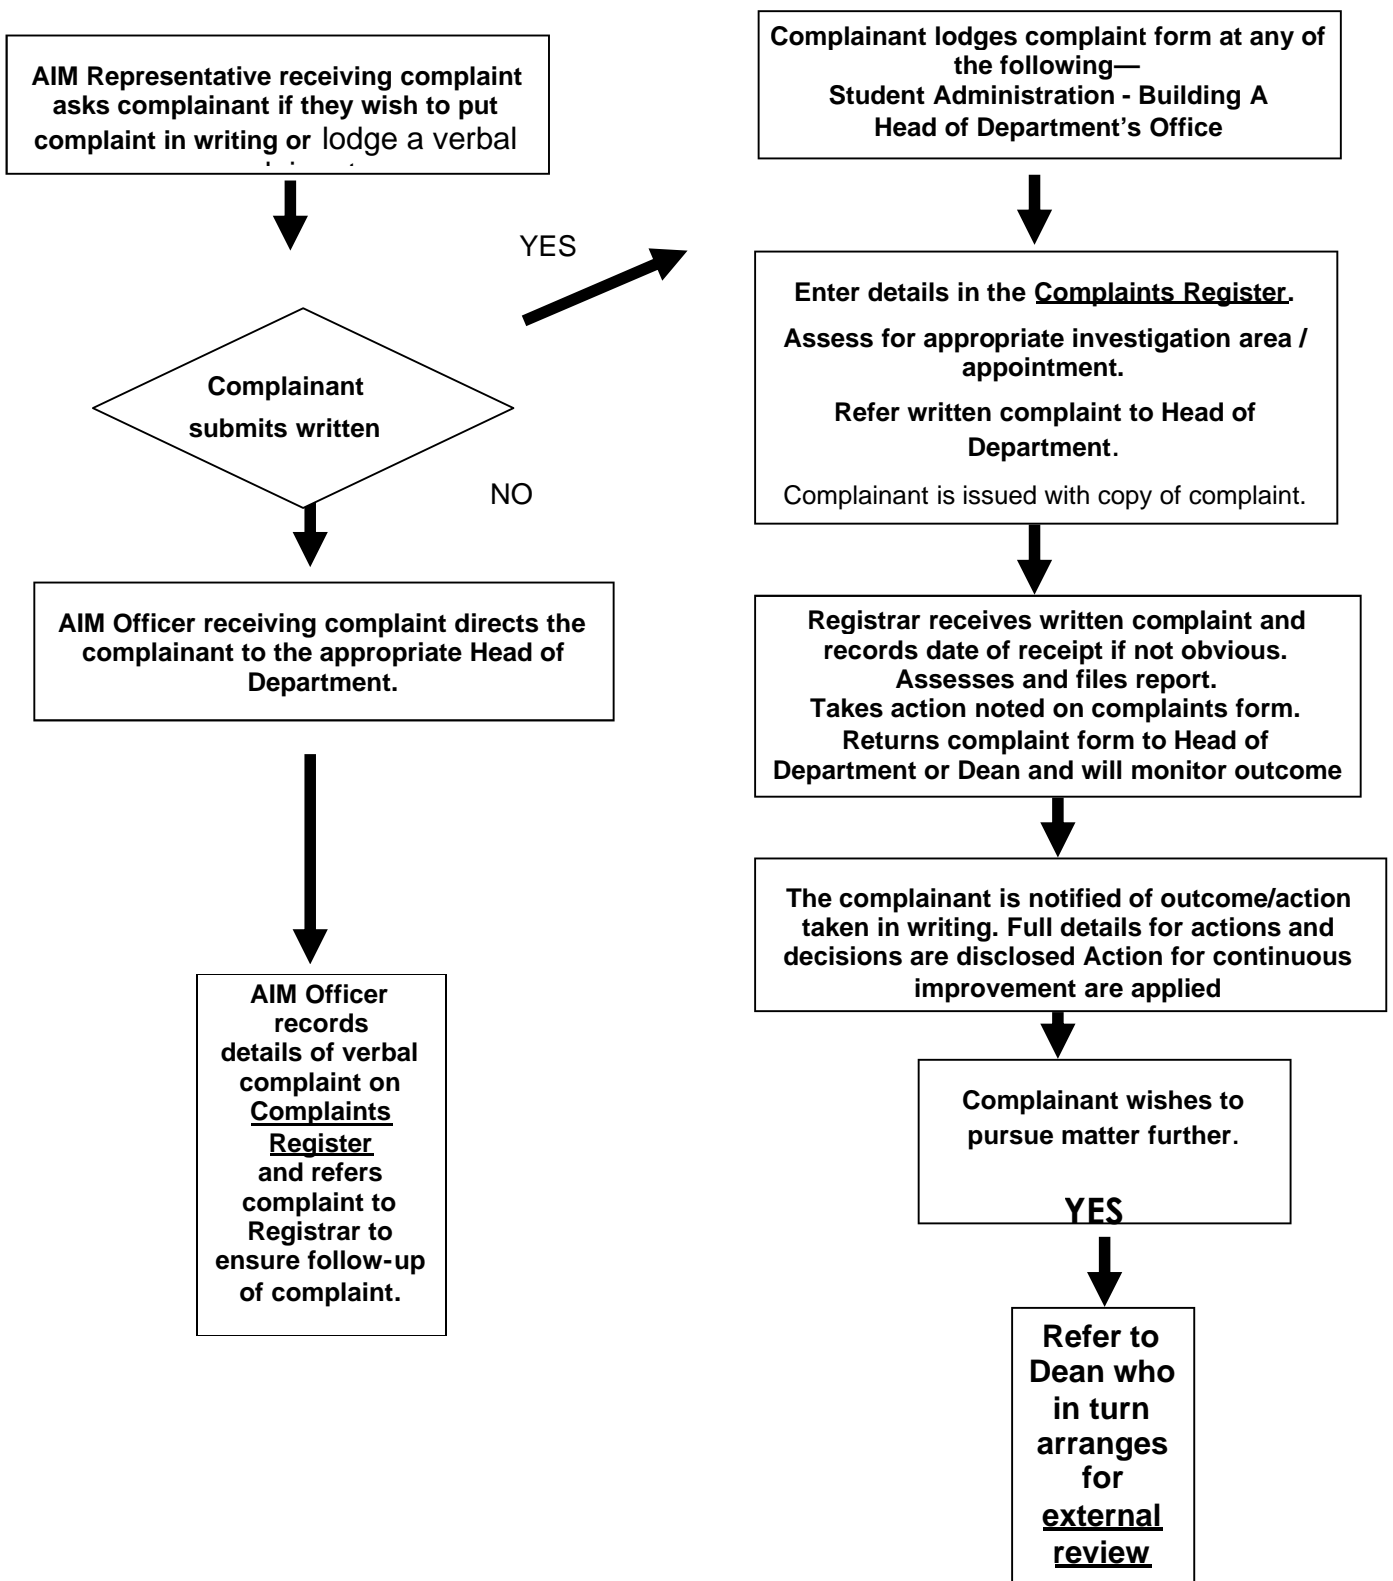 AIM Representative receiving complaint
asks complainant if they wish to put
complaint in writing or lodge a verbal
YES
Complainant
submits written
NO
AIM Officer receiving complaint directs the
complainant to the appropriate Head of
Department.
AIM Officer
records
details of verbal
complaint on
Complaints
Register
and refers
complaint to
Registrar to
ensure follow-up
of complaint.
Complainant lodges complaint form at any of
the following—
Student Administration - Building A
Head of Department’s Office
Enter details in the Complaints Register.
Assess for appropriate investigation area /
appointment.
Refer written complaint to Head of
Department.
Complainant is issued with copy of complaint.
Registrar receives written complaint and
records date of receipt if not obvious.
Assesses and files report.
Takes action noted on complaints form.
Returns complaint form to Head of
Department or Dean and will monitor outcome
The complainant is notified of outcome/action
taken in writing. Full details for actions and
decisions are disclosed Action for continuous
improvement are applied
Complainant wishes to
pursue matter further.
YES
Refer to
Dean who
in turn
arranges
for
external
review